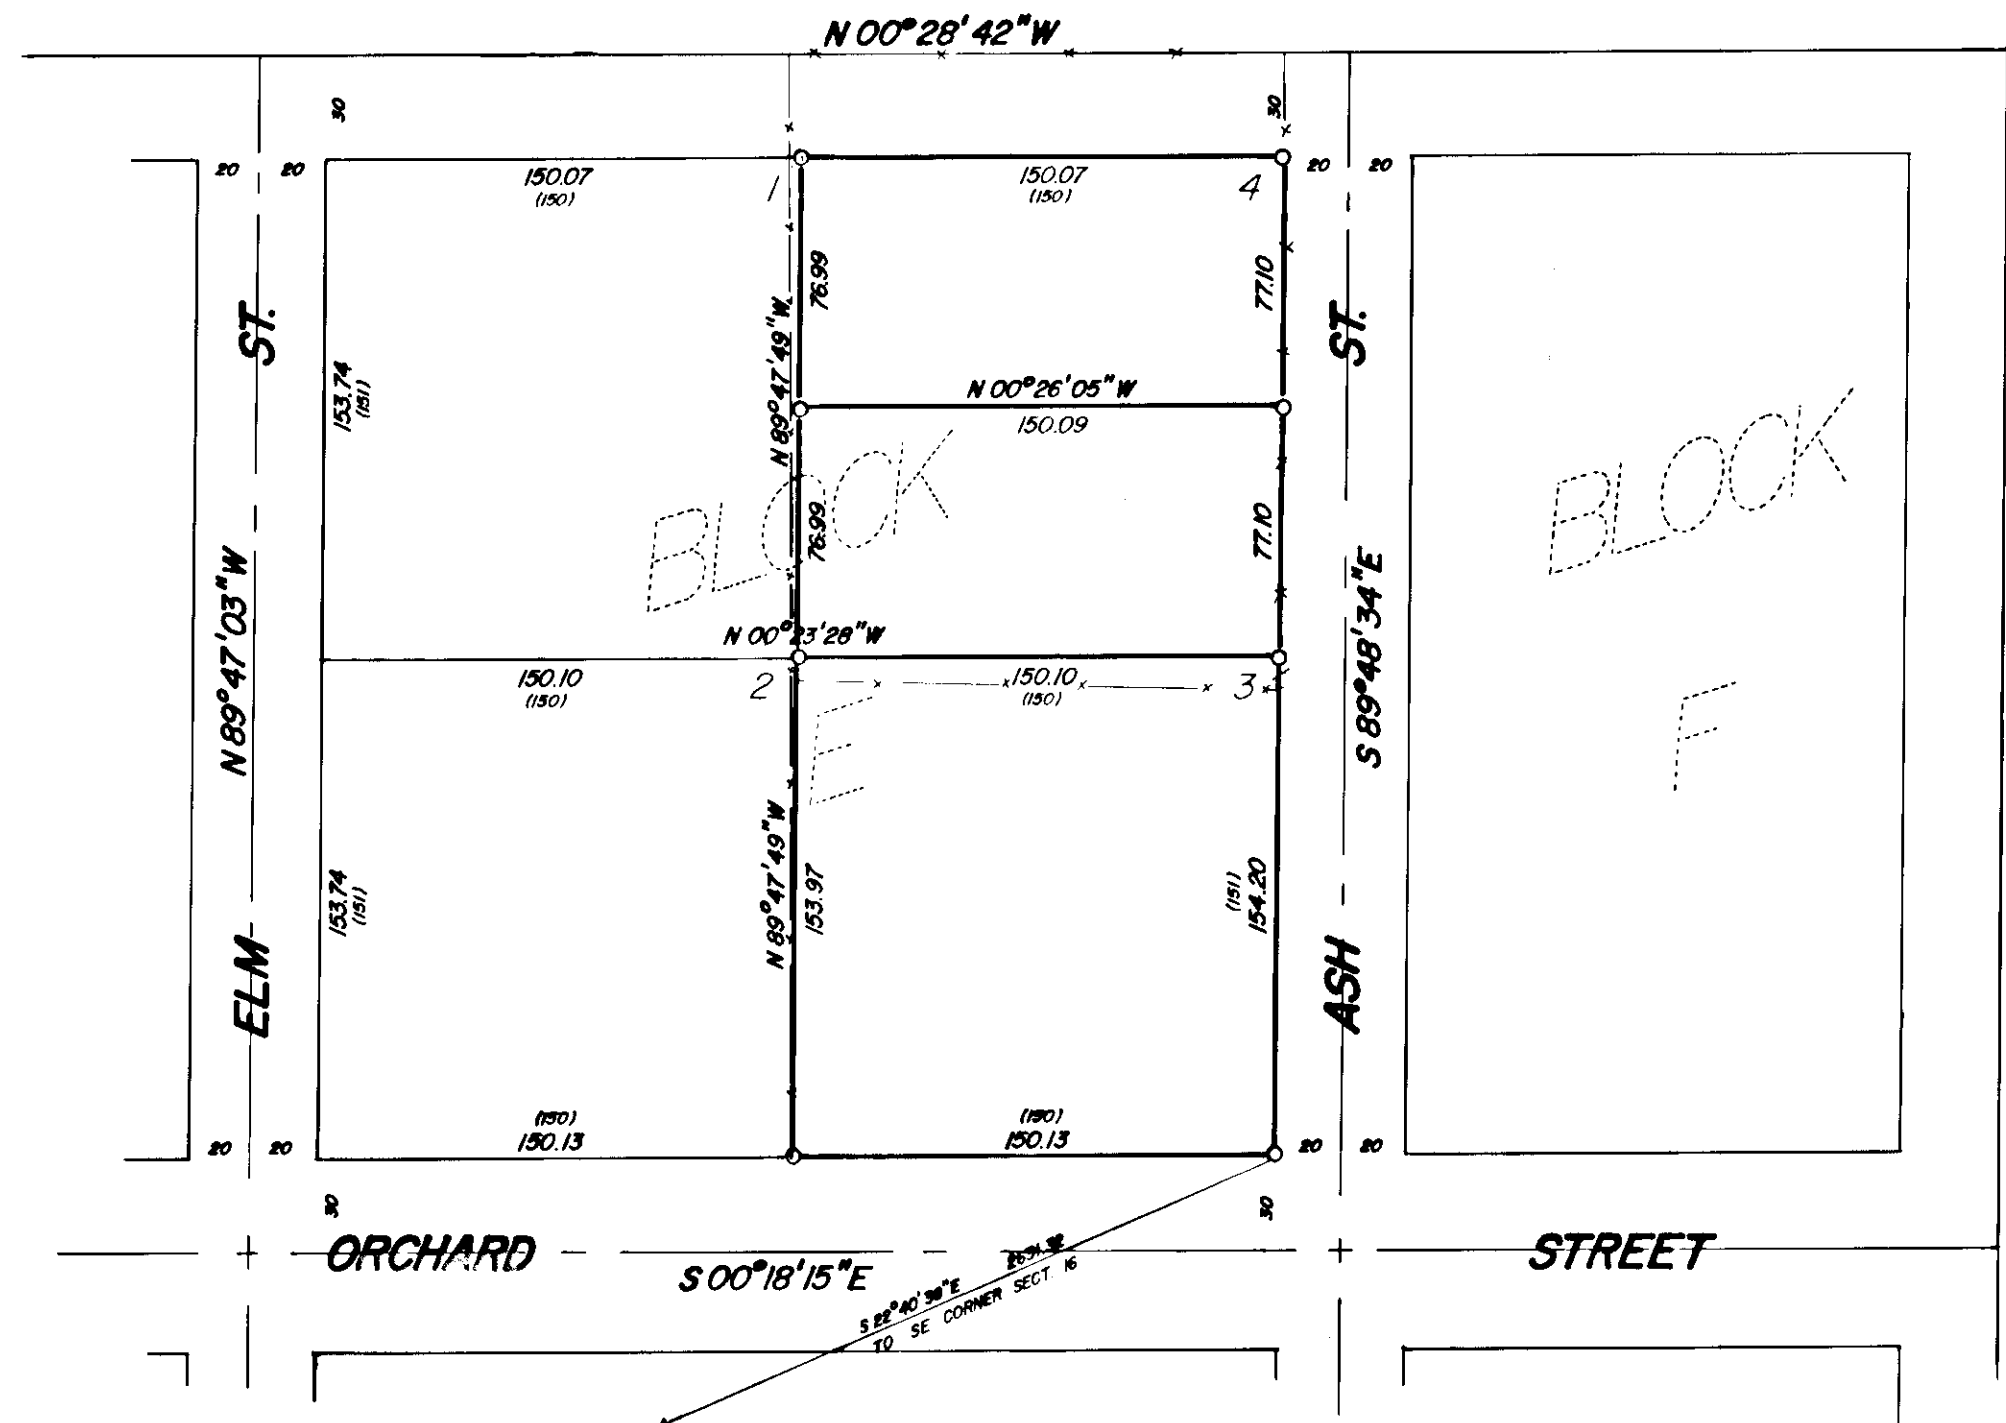 N 00°28'42"W
30
30
20 20
150.07
(150)
1
150.07
(150)
4
20 20
ST.
76.99
77.10
ST.
153.74
(151)
N 89°47'49"W
N 00°26'05"W
150.09
BLOCK
E
BLOCK
F
76.99
77.10
N 89°47'03"W
N 00°23'28"W
S 89°48'34"E
150.10
(150)
2
150.10
(150)
3
153.74
(151)
N 89°47'49"W
153.97
(151)
154.20
ELM
ASH
(150)
150.13
(150)
150.13
20 20
20 20
30
30
ORCHARD
STREET
S 00°18'15"E
TO SE CORNER SECT. 16